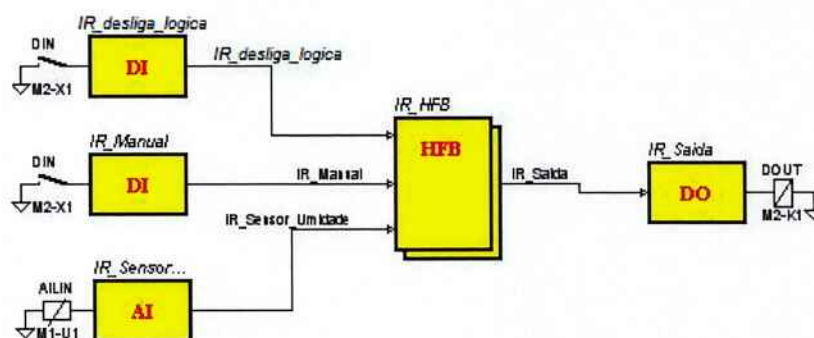 IR_desliga_logica
DIN
DI
IR_desliga_logica
M2-X1
IR_HFB
HFB
IR_Manual
DIN
DI
IR_Manual
M2-X1
IR_Saida
IR_Saida
DO
DOUT
M2-K1
IR_Sensor_Umidade
IR_Sensor...
AILIN
AI
M1-U1